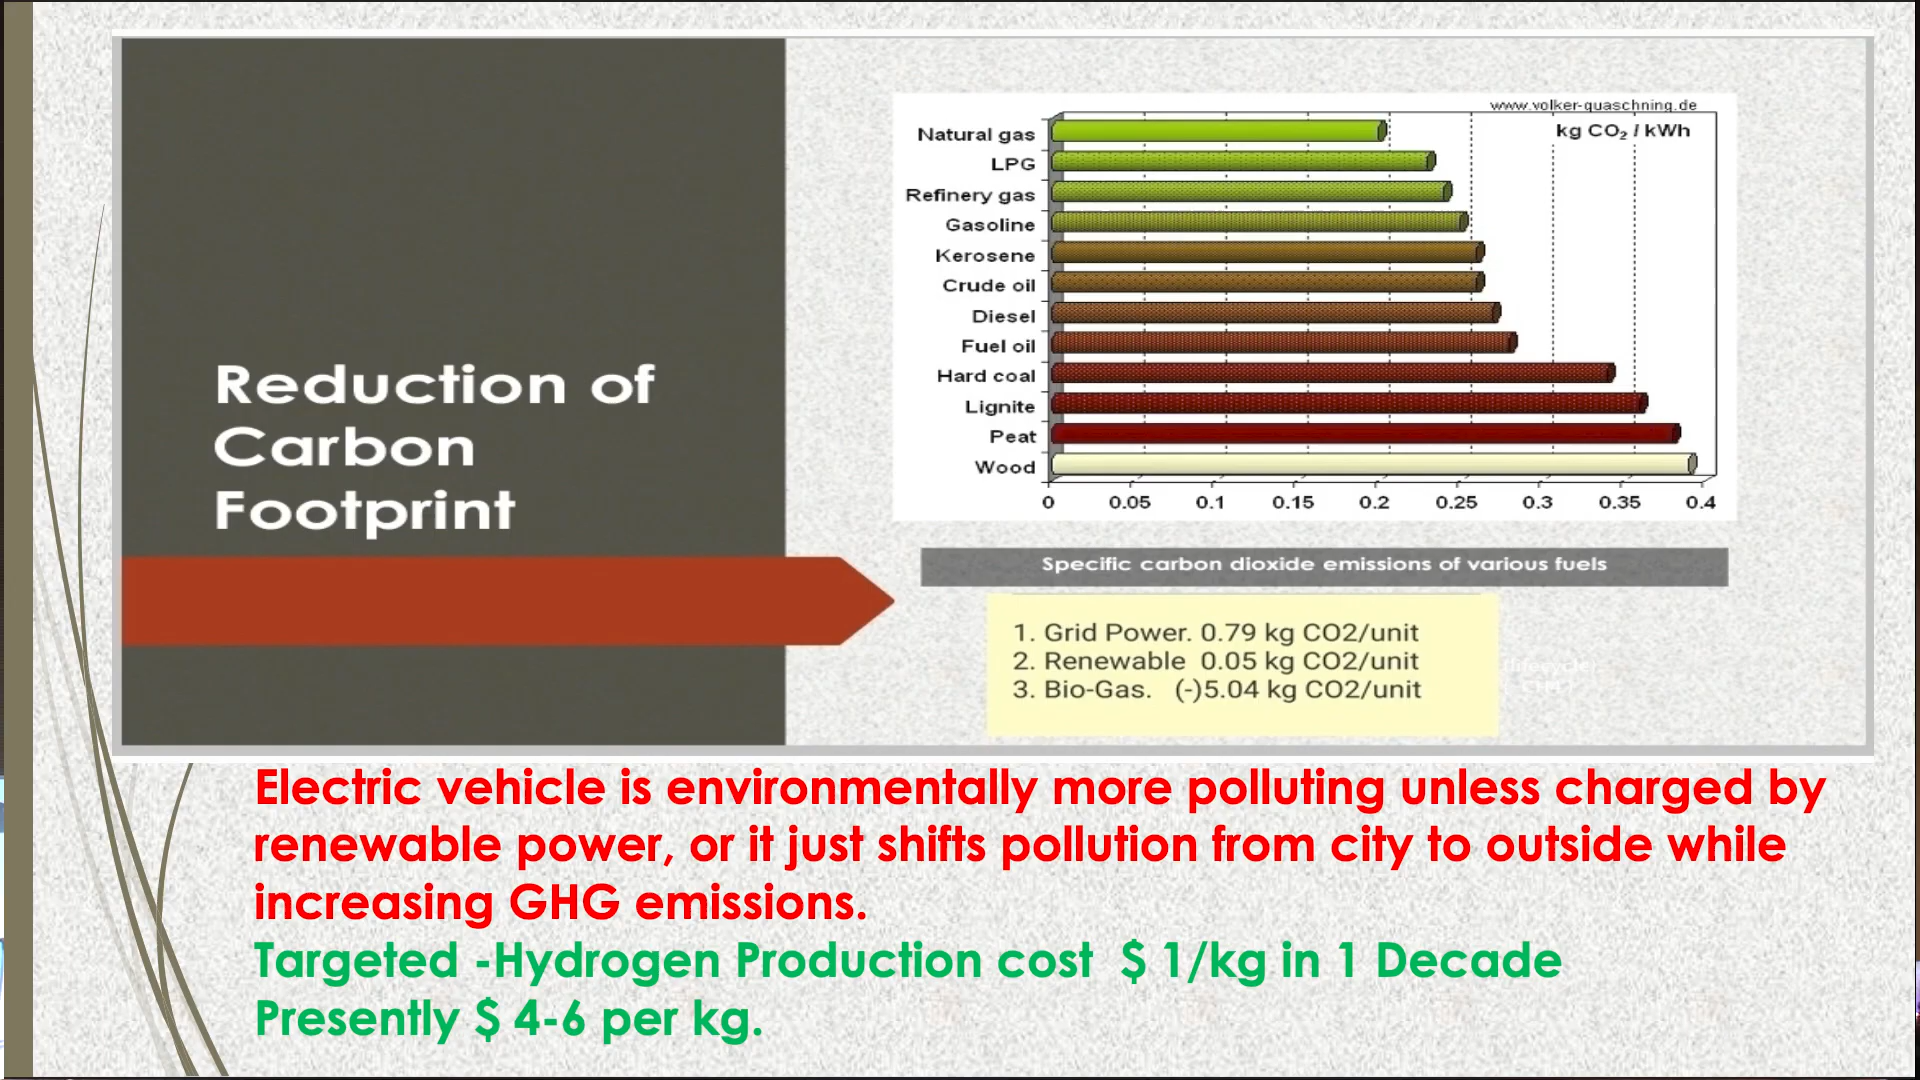 Reduction of
Carbon
Footprint
www.volker-quaschning.de
kg CO₂ / kWh
Natural gas
LPG
Refinery gas
Gasoline
Kerosene
Crude oil
Diesel
Fuel oil
Hard coal
Lignite
Peat
Wood
0 0.05 0.1 0.15 0.2 0.25 0.3 0.35 0.4
Specific carbon dioxide emissions of various fuels
1. Grid Power. 0.79 kg CO2/unit
2. Renewable 0.05 kg CO2/unit
3. Bio-Gas. (-)5.04 kg CO2/unit
Electric vehicle is environmentally more polluting unless charged by
renewable power, or it just shifts pollution from city to outside while
increasing GHG emissions.
Targeted -Hydrogen Production cost $ 1/kg in 1 Decade
Presently $ 4-6 per kg.